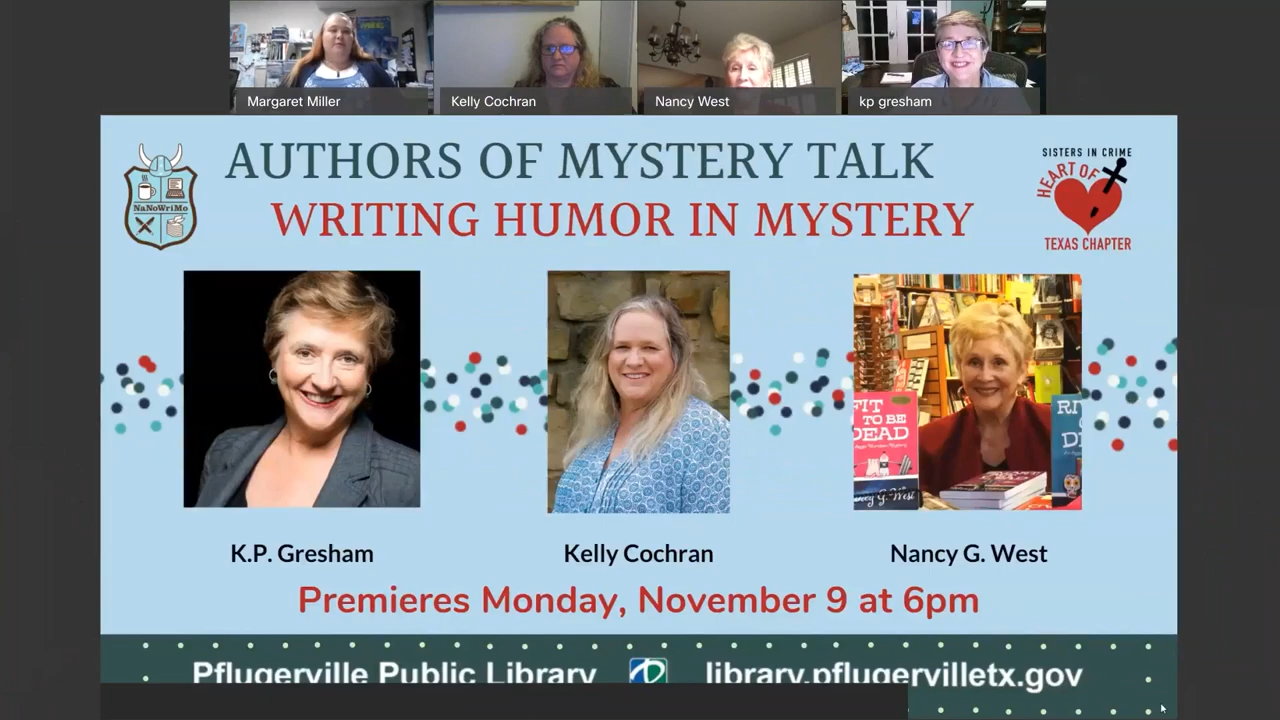 Margaret Miller
Kelly Cochran
Nancy West
kp gresham
AUTHORS OF MYSTERY TALK
WRITING HUMOR IN MYSTERY
NaNoWriMo
SISTERS IN CRIME
HEART OF
TEXAS CHAPTER
FIT
TO BE
DEAD
Nancy G. West
K.P. Gresham
Kelly Cochran
Nancy G. West
Premieres Monday, November 9 at 6pm
Pflugerville Public Library
library.pflugervilletx.gov